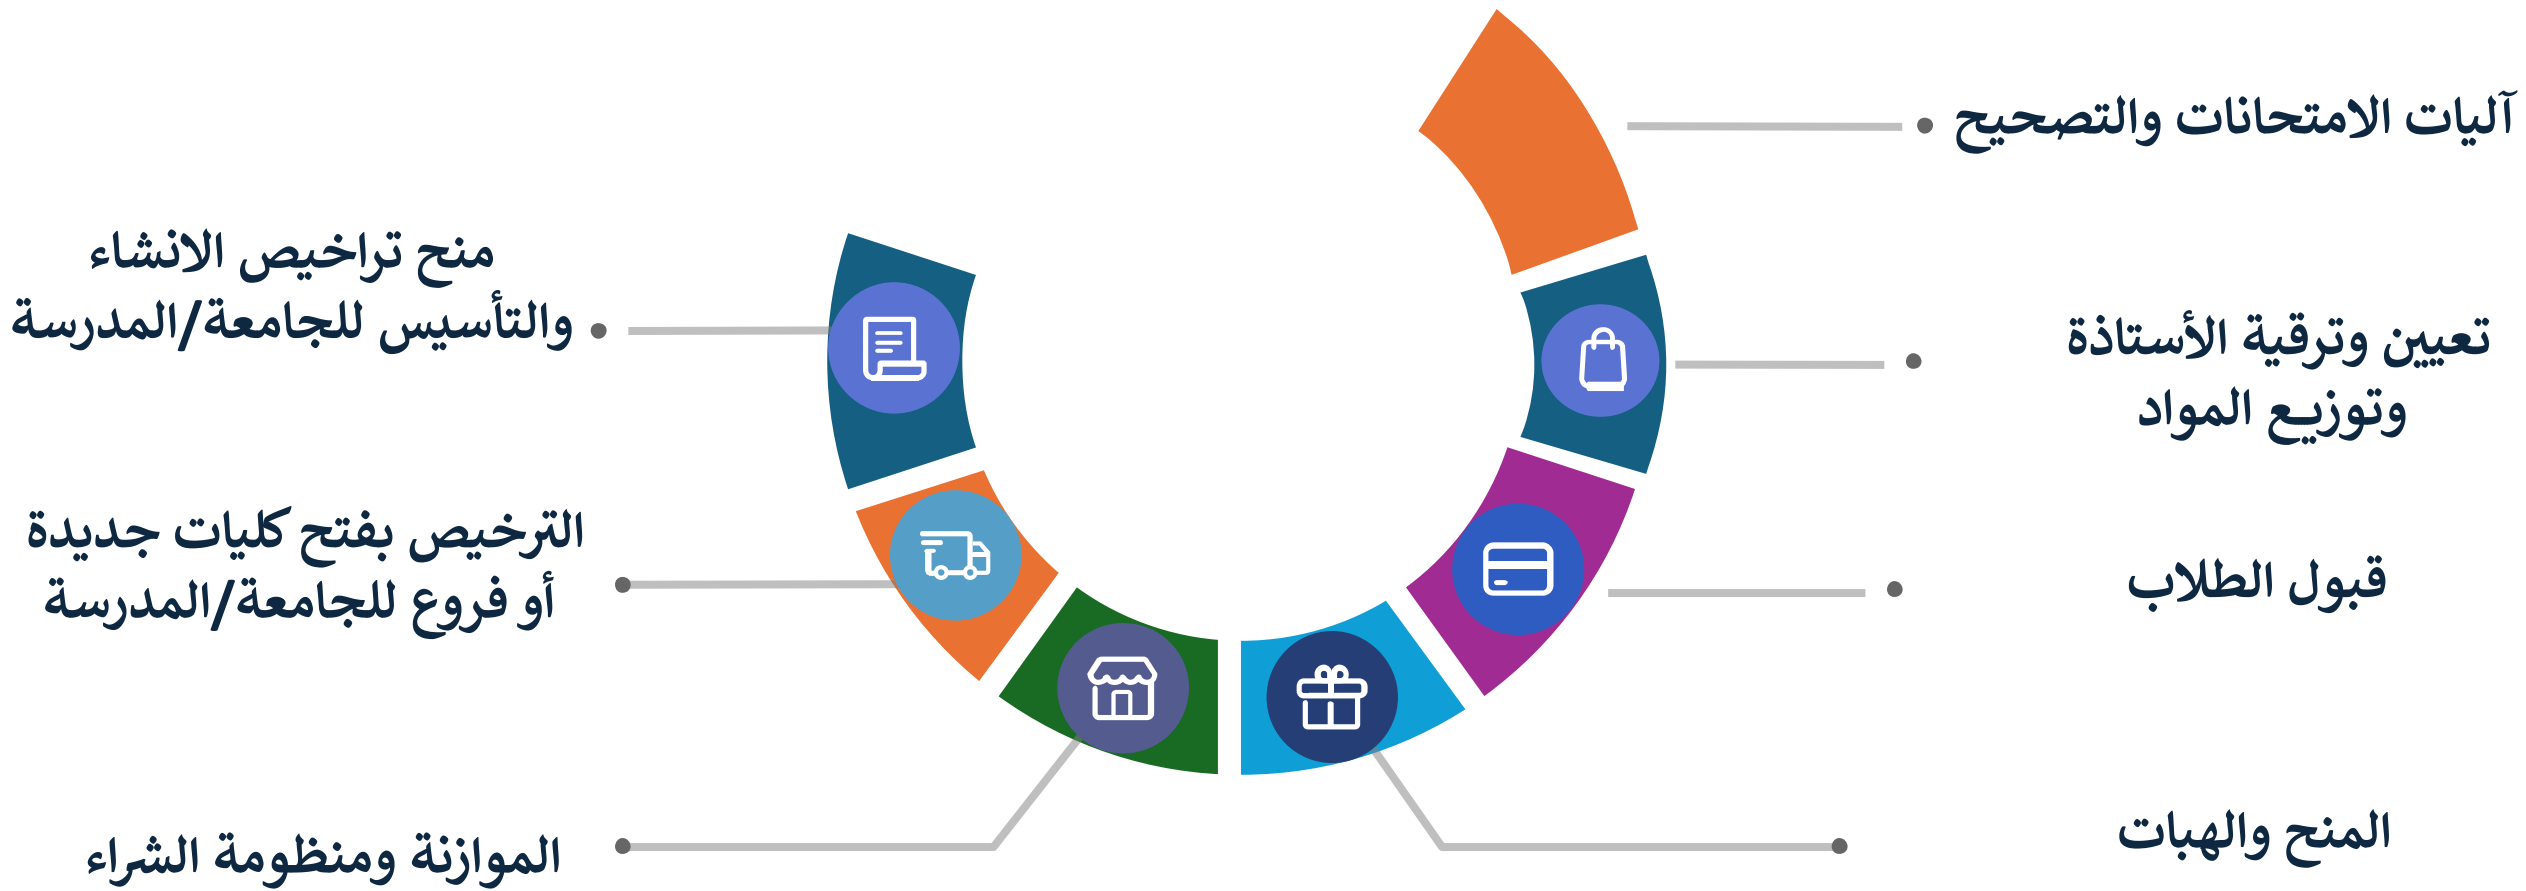 آليات الامتحانات والتصحيح
تعيين وترقية الأستاذة
وتوزيع المواد
قبول الطلاب
المنح والهبات
منح تراخيص الانشاء
والتأسيس للجامعة/المدرسة
الترخيص بفتح كليات جديدة
أو فروع للجامعة/المدرسة
الموازنة ومنظومة الشراء